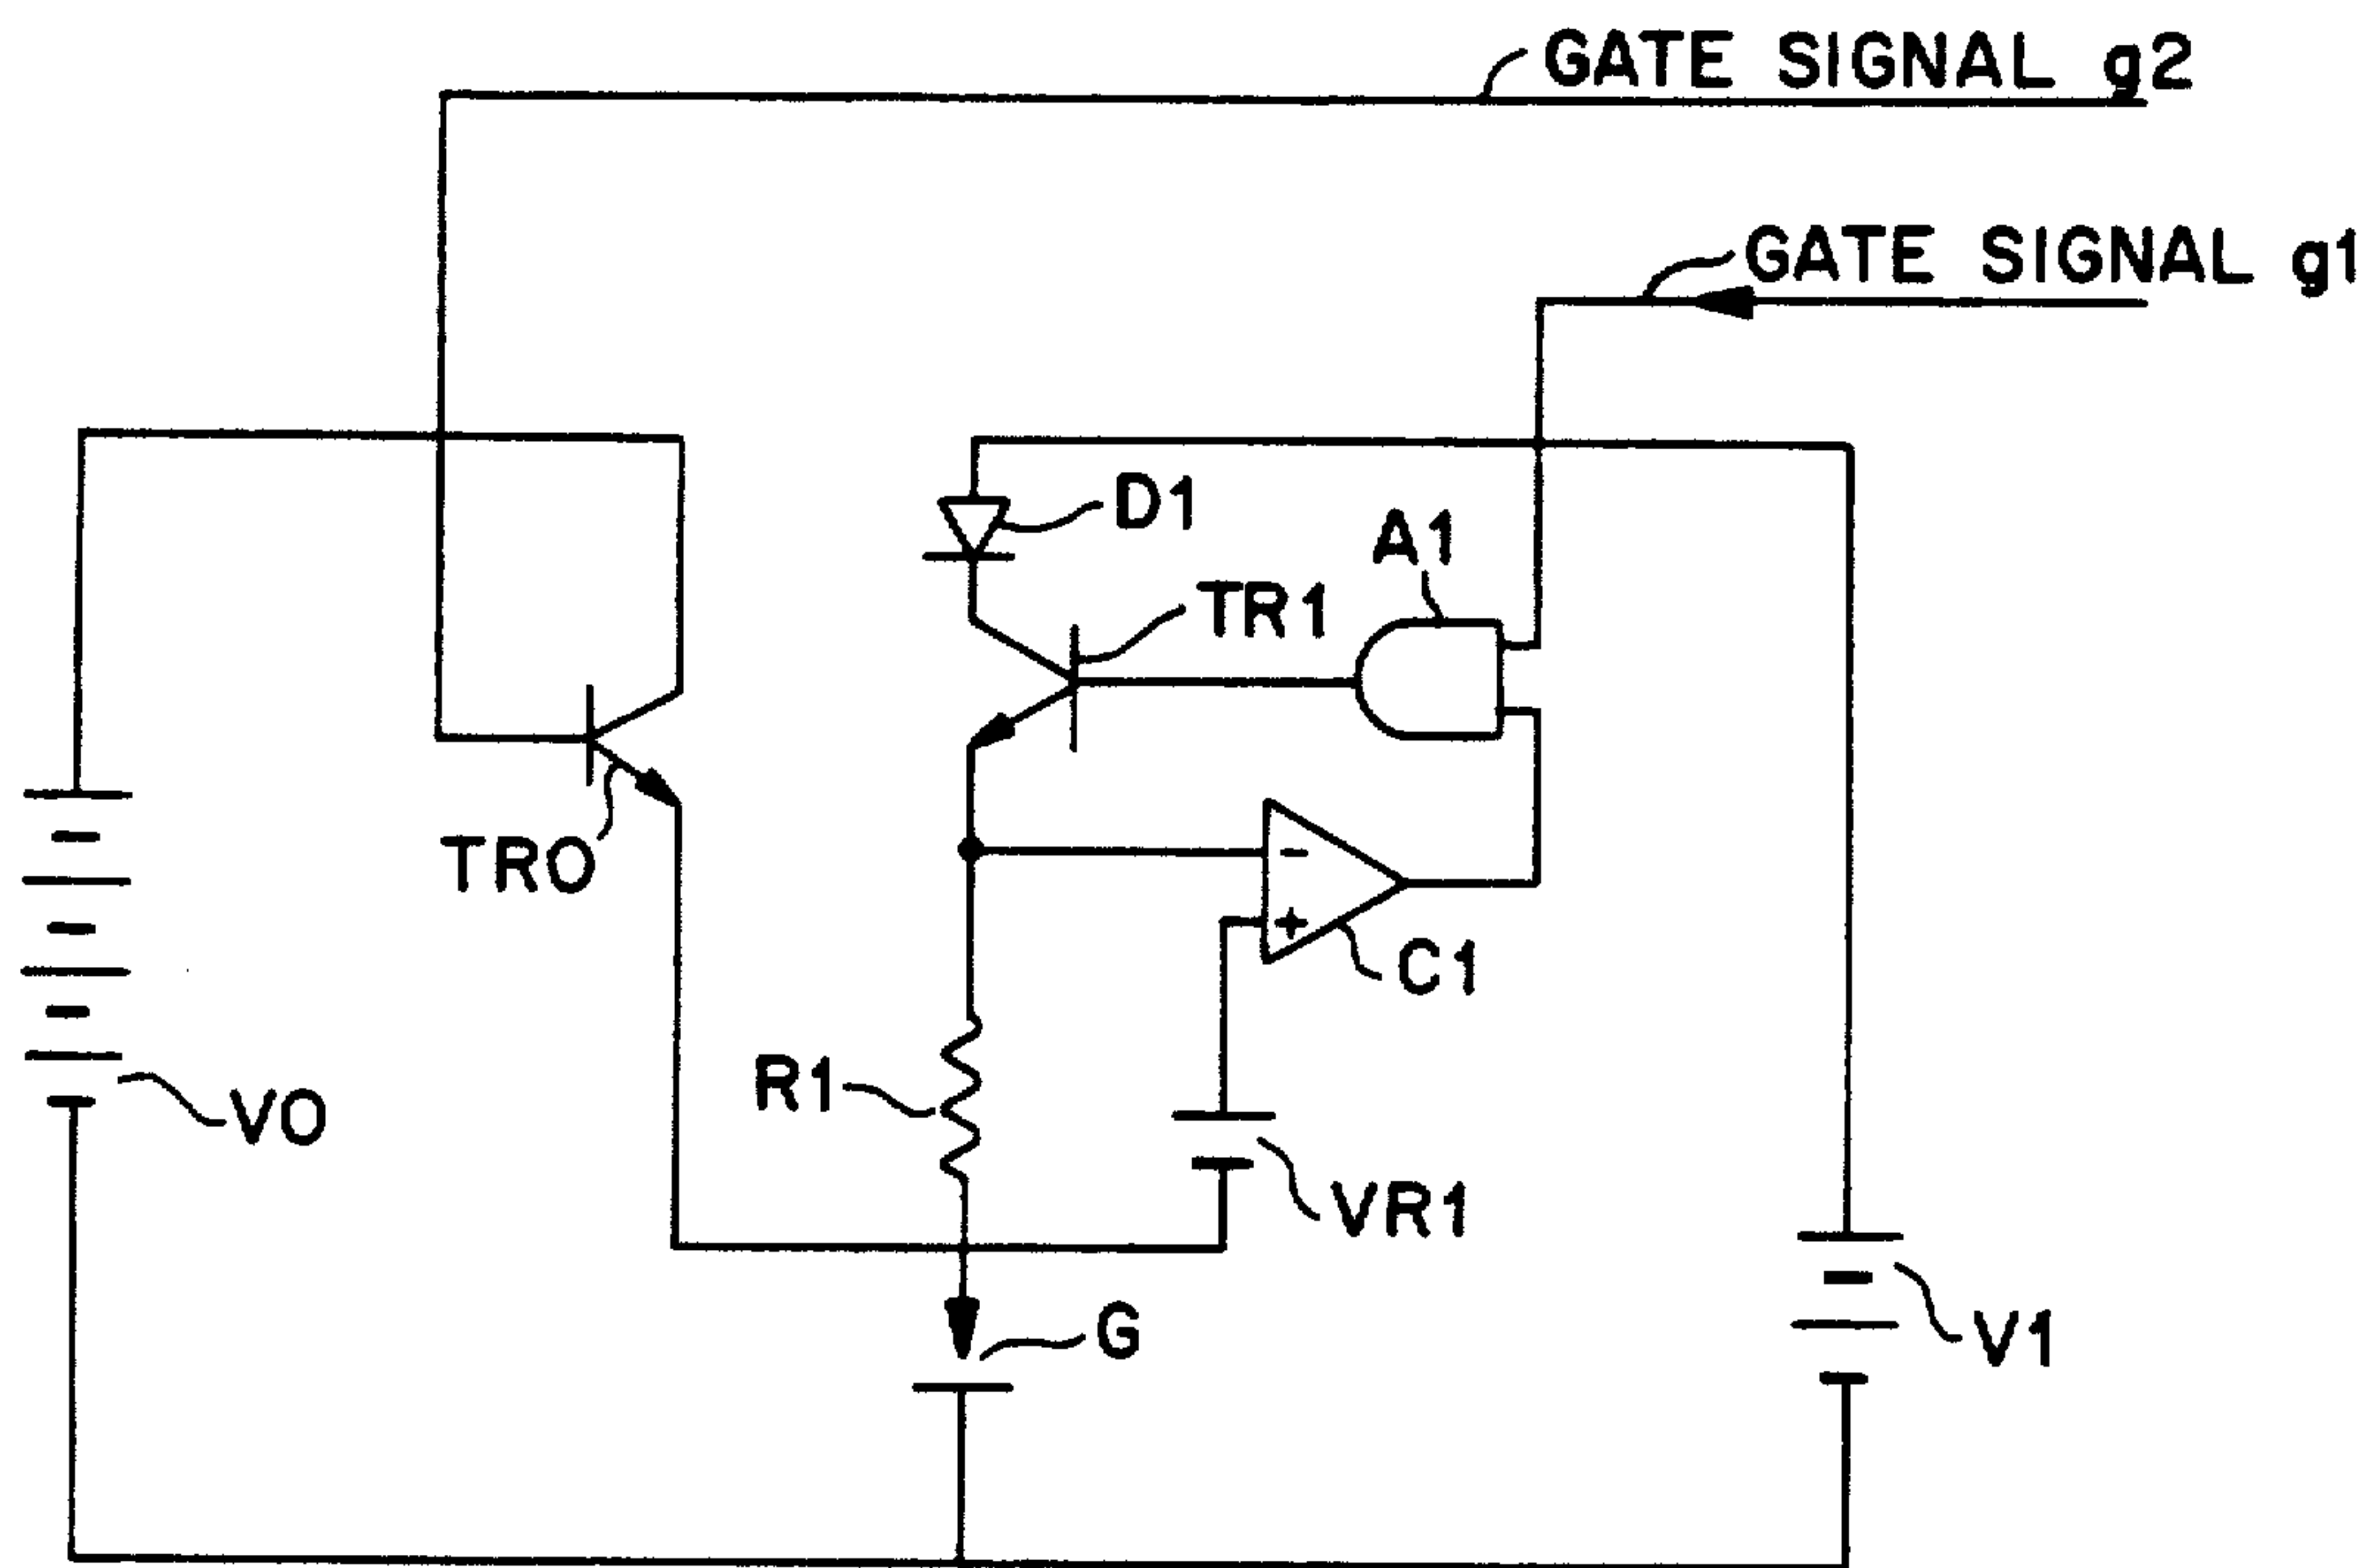 GATE SIGNAL g2
GATE SIGNAL g1
D1
A1
TR1
TRO
-
+
C1
R1
VO
VR1
G
V1